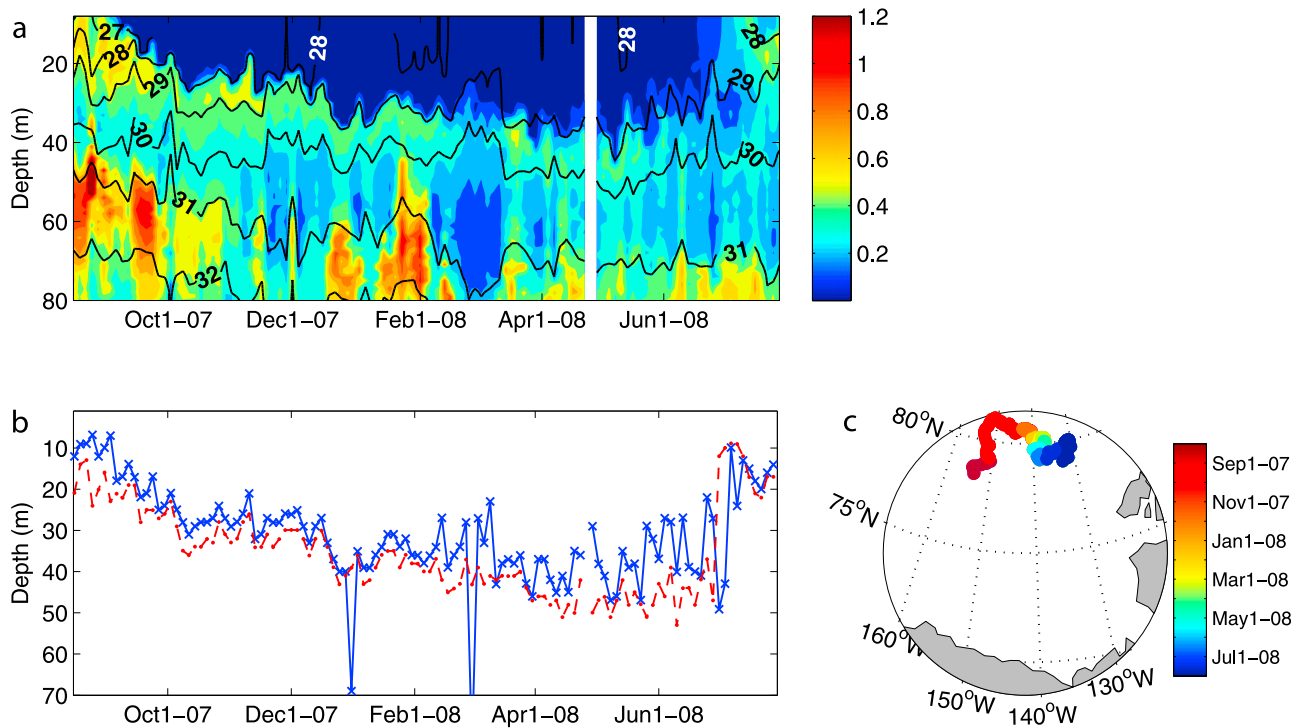 a
Depth (m)
20
40
60
80
27
28
29
30
31
32
28
28
28
29
30
31
Oct1-07
Dec1-07
Feb1-08
Apr1-08
Jun1-08
1.2
1
0.8
0.6
0.4
0.2
b
Depth (m)
10
20
30
40
50
60
70
Oct1-07
Dec1-07
Feb1-08
Apr1-08
Jun1-08
c
80°N
75°N
160°W
150°W
140°W
130°W
Sep1-07
Nov1-07
Jan1-08
Mar1-08
May1-08
Jul1-08